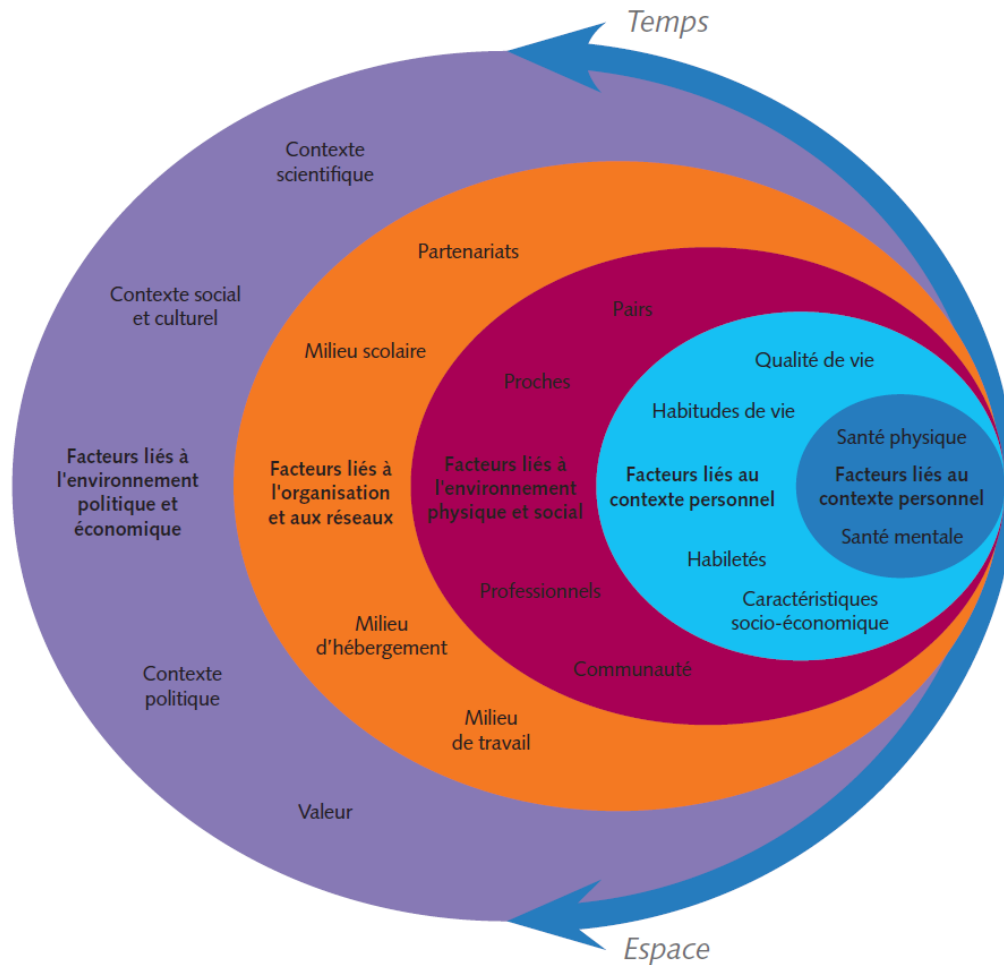 Temps
Contexte
scientifique
Contexte social
et culturel
Facteurs liés à
l'environnement
politique et
économique
Contexte
politique
Valeur
Partenariats
Milieu scolaire
Facteurs liés à
l'organisation
et aux réseaux
Milieu
d'hébergement
Milieu
de travail
Pairs
Proches
Facteurs liés à
l'environnement
physique et social
Professionnels
Communauté
Qualité de vie
Habitudes de vie
Facteurs liés au
contexte personnel
Habiletés
Caractéristiques
socio-économique
Santé physique
Facteurs liés au
contexte personnel
Santé mentale
Espace